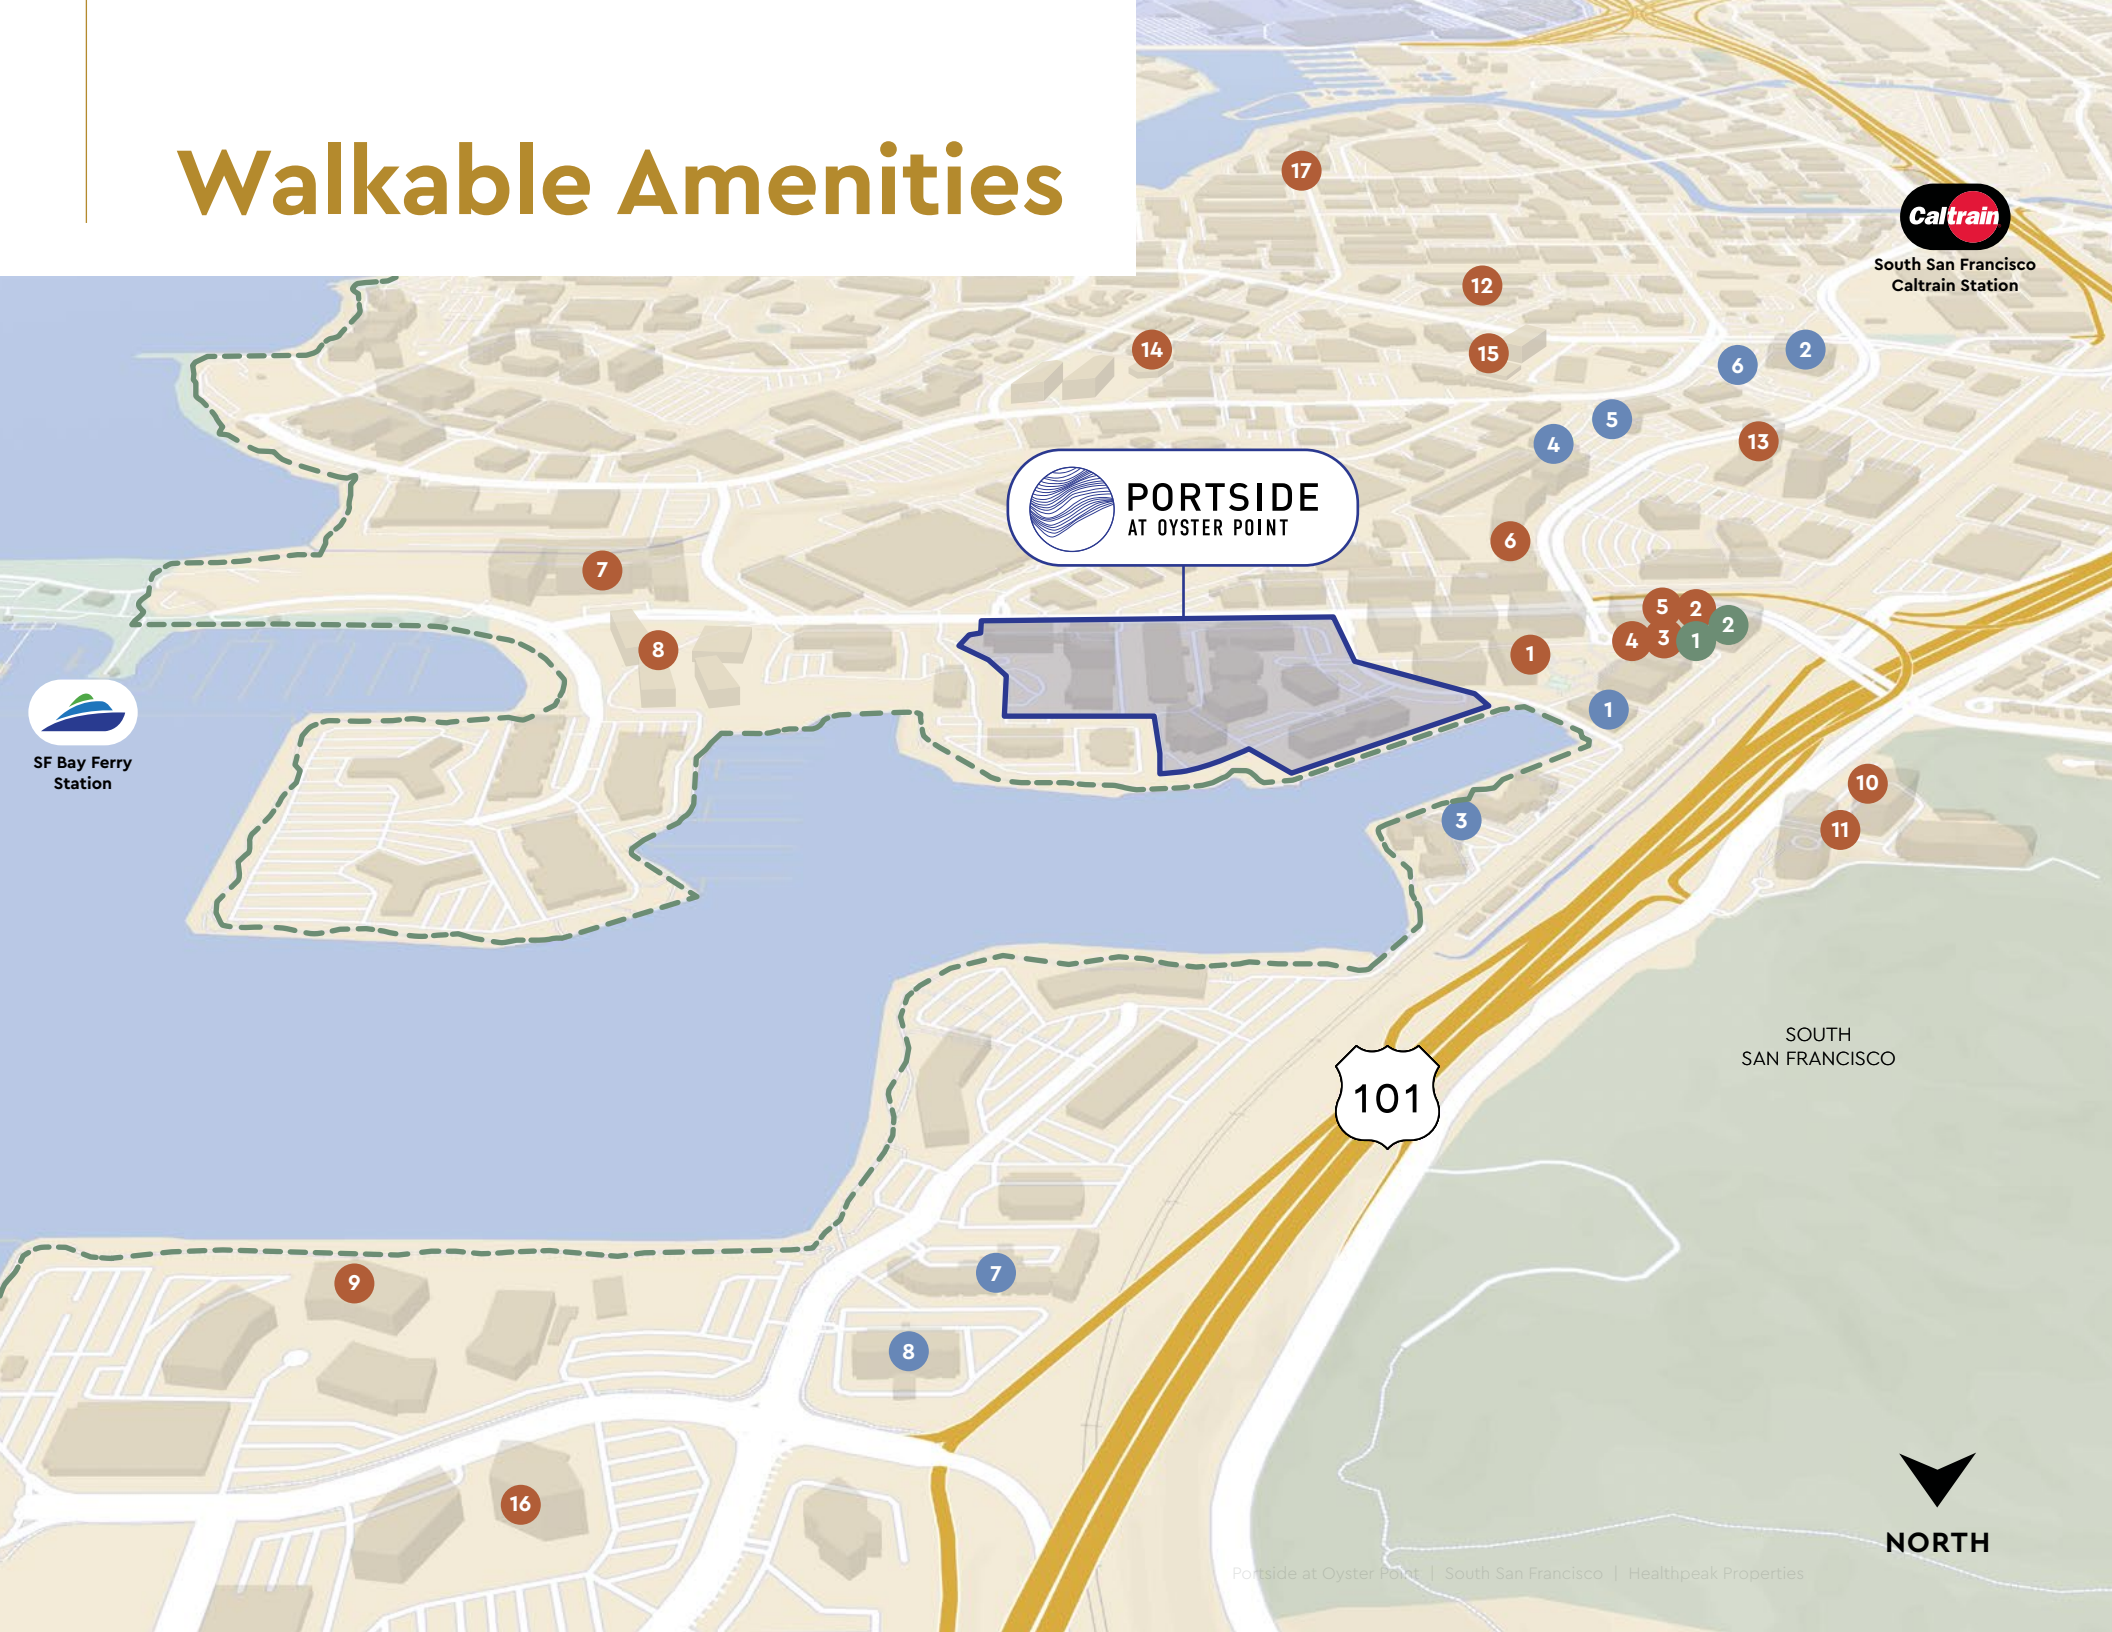 Walkable Amenities
17
Caltrain
South San Francisco
Caltrain Station
12
14
15
6
2
5
4
13
PORTSIDE
AT OYSTER POINT
6
7
5
2
2
4
3
1
8
1
1
SF Bay Ferry
Station
10
3
11
SOUTH
SAN FRANCISCO
101
7
9
8
16
NORTH
Portside at Oyster Point | South San Francisco | Healthpeak Properties